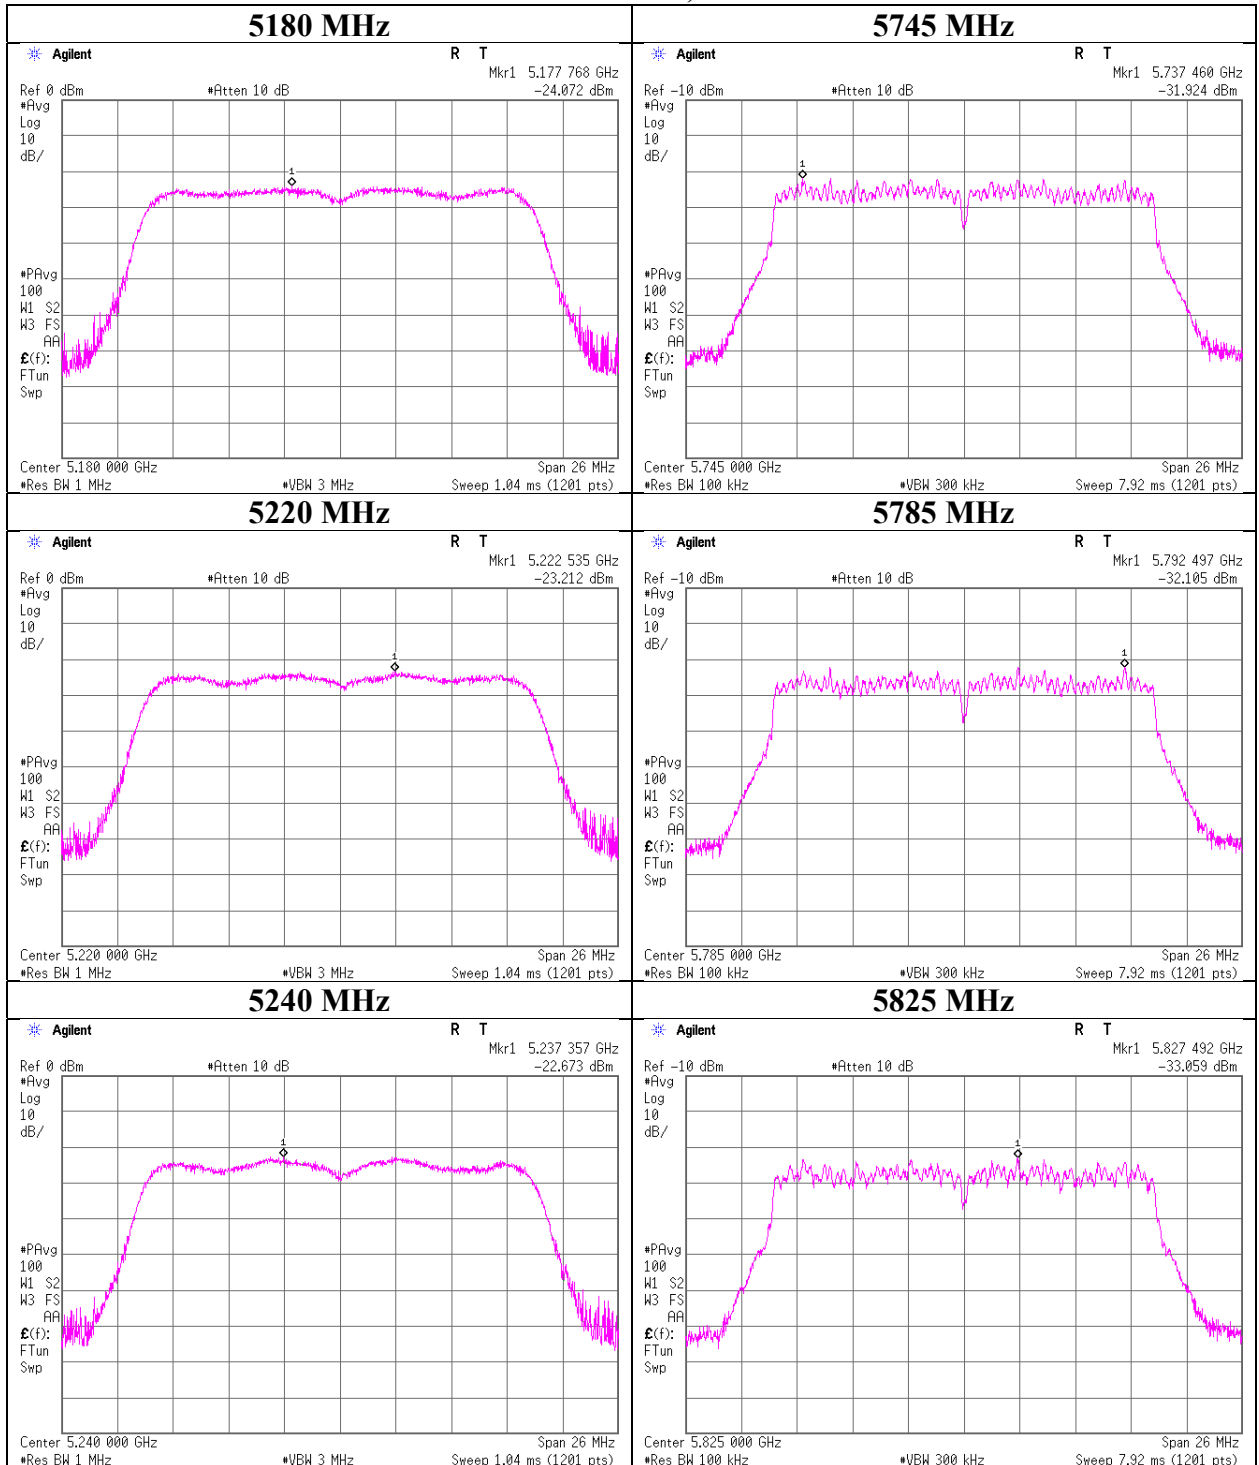 5180 MHz
Agilent R T
Mkr1 5.177 768 GHz
Ref 0 dBm #Atten 10 dB -24.072 dBm
#Avg
Log
10
dB/
1
#PAvg
100
W1 S2
W3 FS
AA
£(f):
FTun
Swp
Center 5.180 000 GHz Span 26 MHz
#Res BW 1 MHz #VBW 3 MHz Sweep 1.04 ms (1201 pts)
5745 MHz
Agilent R T
Mkr1 5.737 460 GHz
Ref -10 dBm #Atten 10 dB -31.924 dBm
#Avg
Log
10
dB/
1
#PAvg
100
W1 S2
W3 FS
AA
£(f):
FTun
Swp
Center 5.745 000 GHz Span 26 MHz
#Res BW 100 kHz #VBW 300 kHz Sweep 7.92 ms (1201 pts)
5220 MHz
Agilent R T
Mkr1 5.222 535 GHz
Ref 0 dBm #Atten 10 dB -23.212 dBm
#Avg
Log
10
dB/
1
#PAvg
100
W1 S2
W3 FS
AA
£(f):
FTun
Swp
Center 5.220 000 GHz Span 26 MHz
#Res BW 1 MHz #VBW 3 MHz Sweep 1.04 ms (1201 pts)
5785 MHz
Agilent R T
Mkr1 5.792 497 GHz
Ref -10 dBm #Atten 10 dB -32.105 dBm
#Avg
Log
10
dB/
1
#PAvg
100
W1 S2
W3 FS
AA
£(f):
FTun
Swp
Center 5.785 000 GHz Span 26 MHz
#Res BW 100 kHz #VBW 300 kHz Sweep 7.92 ms (1201 pts)
5240 MHz
Agilent R T
Mkr1 5.237 357 GHz
Ref 0 dBm #Atten 10 dB -22.673 dBm
#Avg
Log
10
dB/
1
#PAvg
100
W1 S2
W3 FS
AA
£(f):
FTun
Swp
Center 5.240 000 GHz Span 26 MHz
#Res BW 1 MHz #VBW 3 MHz Sweep 1.04 ms (1201 pts)
5825 MHz
Agilent R T
Mkr1 5.827 492 GHz
Ref -10 dBm #Atten 10 dB -33.059 dBm
#Avg
Log
10
dB/
1
#PAvg
100
W1 S2
W3 FS
AA
£(f):
FTun
Swp
Center 5.825 000 GHz Span 26 MHz
#Res BW 100 kHz #VBW 300 kHz Sweep 7.92 ms (1201 pts)